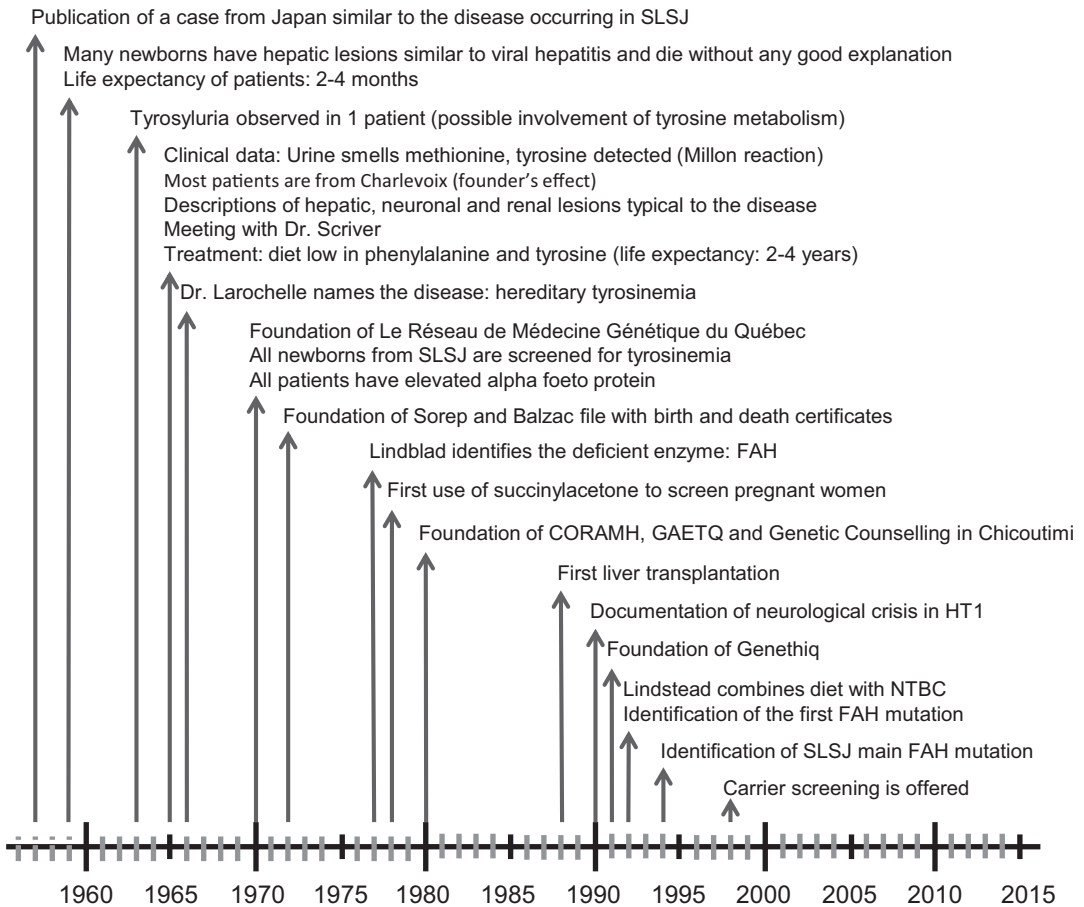 Publication of a case from Japan similar to the disease occurring in SLSJ
Many newborns have hepatic lesions similar to viral hepatitis and die without any good explanation
Life expectancy of patients: 2-4 months
Tyrosyluria observed in 1 patient (possible involvement of tyrosine metabolism)
Clinical data: Urine smells methionine, tyrosine detected (Millon reaction)
Most patients are from Charlevoix (founder's effect)
Descriptions of hepatic, neuronal and renal lesions typical to the disease
Meeting with Dr. Scriver
Treatment: diet low in phenylalanine and tyrosine (life expectancy: 2-4 years)
Dr. Larochelle names the disease: hereditary tyrosinemia
Foundation of Le Réseau de Médecine Génétique du Québec
All newborns from SLSJ are screened for tyrosinemia
All patients have elevated alpha foeto protein
Foundation of Sorep and Balzac file with birth and death certificates
Lindblad identifies the deficient enzyme: FAH
First use of succinylacetone to screen pregnant women
Foundation of CORAMH, GAETQ and Genetic Counselling in Chicoutimi
First liver transplantation
Documentation of neurological crisis in HT1
Foundation of Genethiq
Lindstead combines diet with NTBC
Identification of the first FAH mutation
Identification of SLSJ main FAH mutation
Carrier screening is offered
1960 1965 1970 1975 1980 1985 1990 1995 2000 2005 2010 2015